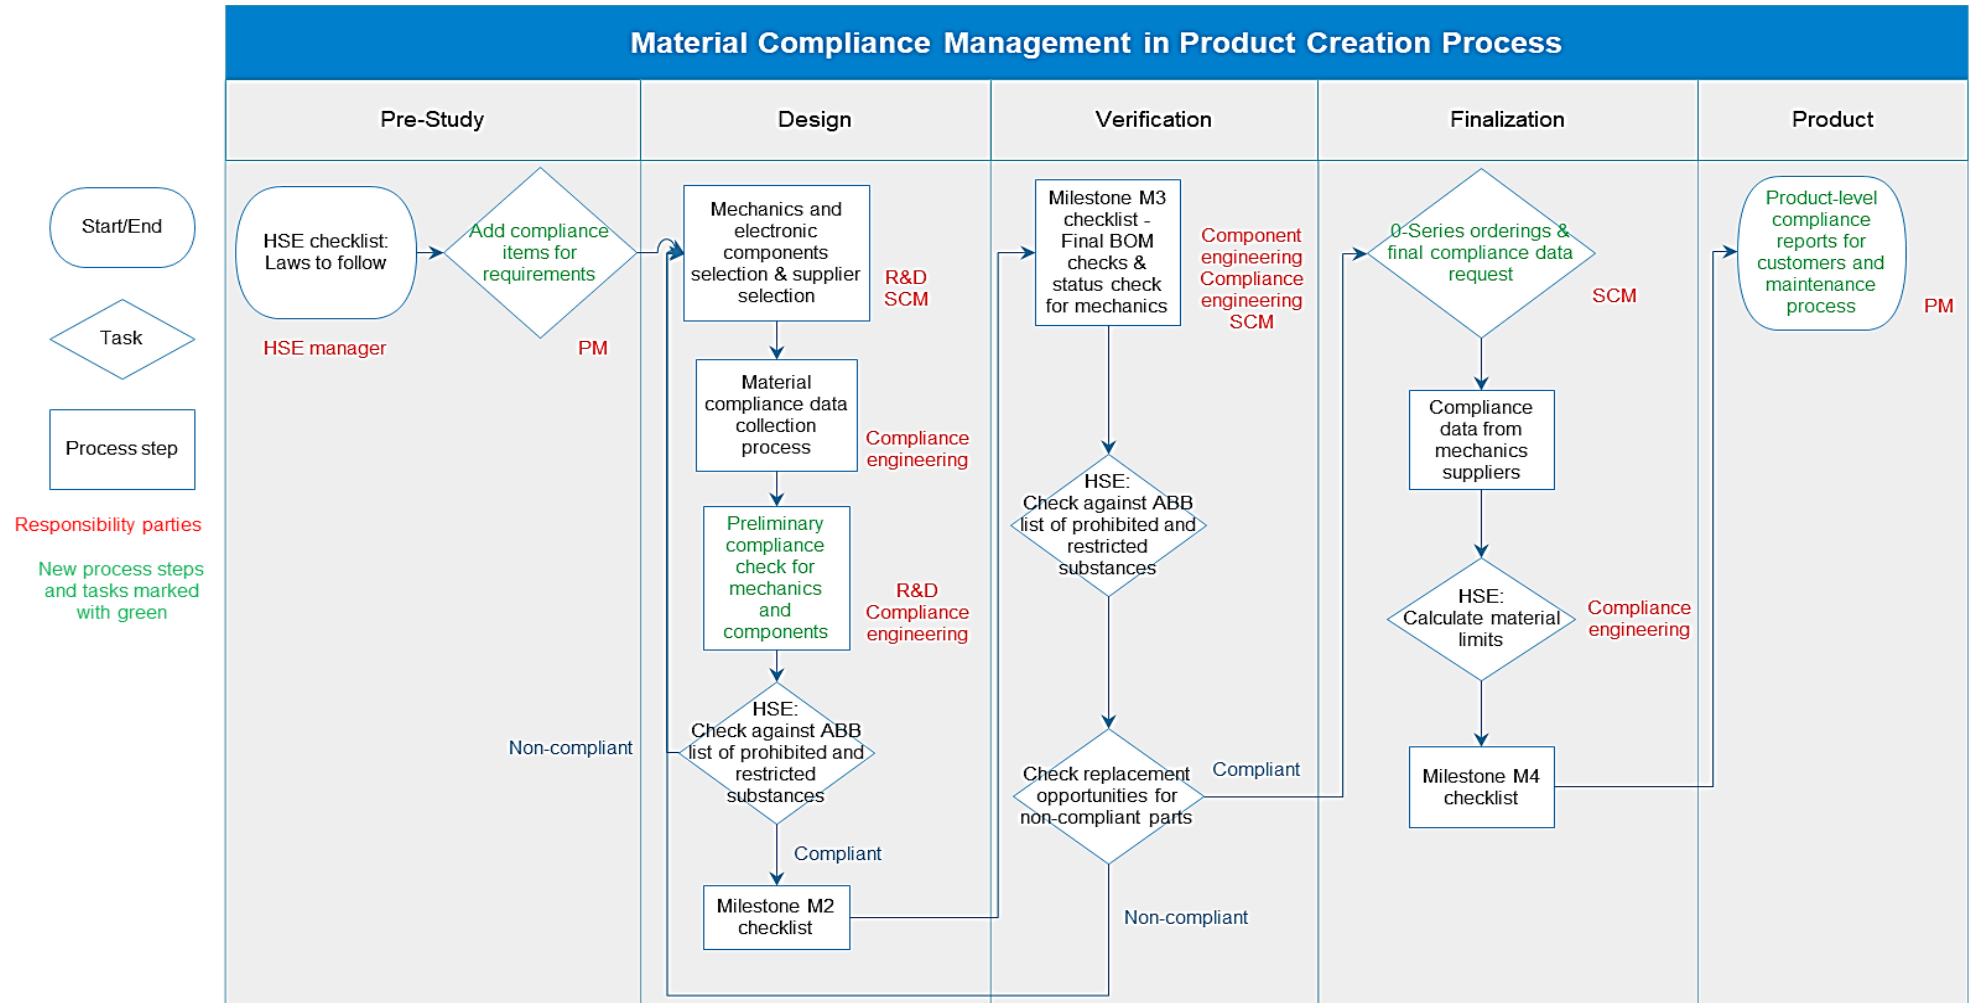 Material Compliance Management in Product Creation Process
Pre-Study
Design
Verification
Finalization
Product
Start/End
Task
Process step
Responsibility parties
New process steps
and tasks marked
with green
HSE checklist:
Laws to follow
HSE manager
Add compliance
items for
requirements
PM
Mechanics and
electronic
components
selection & supplier
selection
R&D
SCM
Material
compliance data
collection
process
Compliance
engineering
Preliminary
compliance
check for
mechanics
and
components
R&D
Compliance
engineering
HSE:
Check against ABB
list of prohibited and
restricted
substances
Non-compliant
Compliant
Milestone M2
checklist
Milestone M3
checklist -
Final BOM
checks &
status check
for mechanics
Component
engineering
Compliance
engineering
SCM
HSE:
Check against ABB
list of prohibited and
restricted
substances
Check replacement
opportunities for
non-compliant parts
Compliant
Non-compliant
0-Series orderings &
final compliance data
request
SCM
Compliance
data from
mechanics
suppliers
HSE:
Calculate material
limits
Compliance
engineering
Milestone M4
checklist
Product-level
compliance
reports for
customers and
maintenance
process
PM